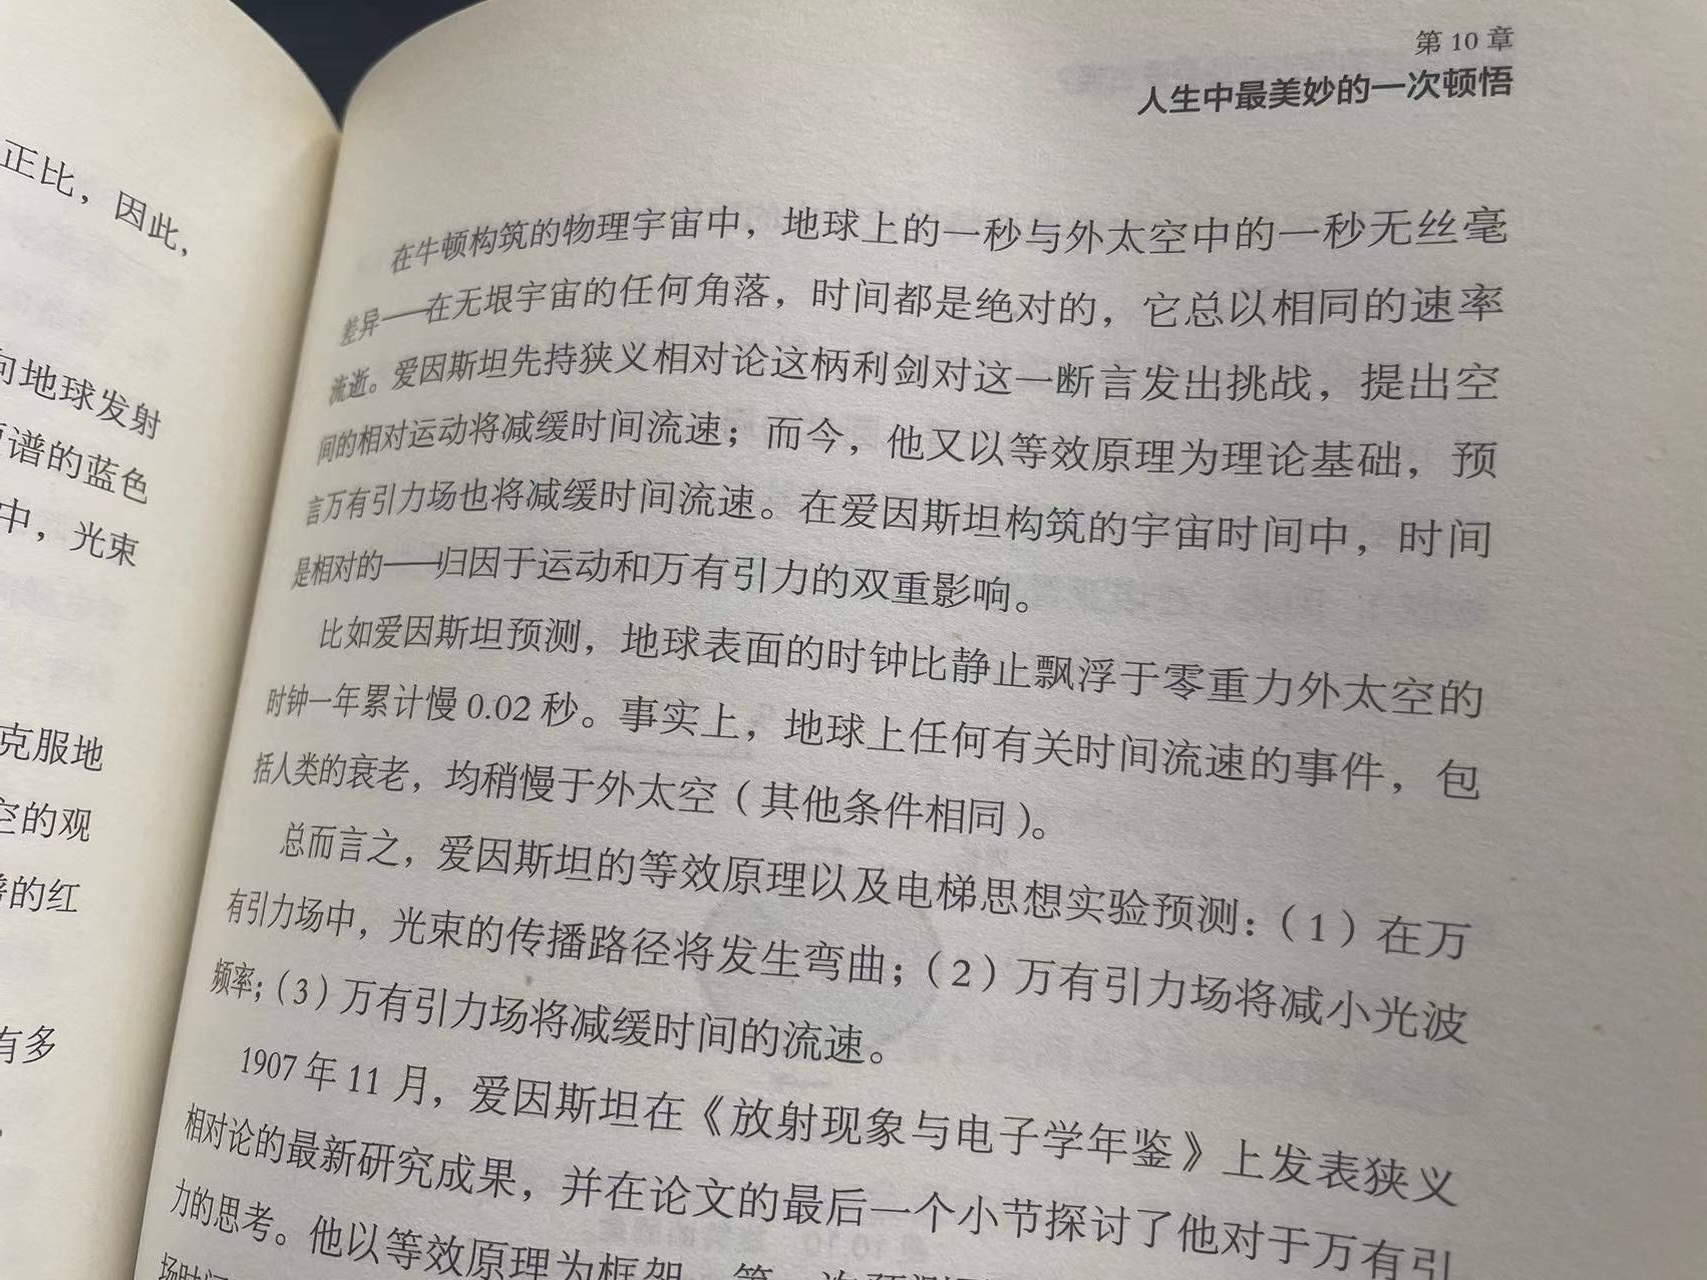 正比，因此，
向地球发射
谱的蓝色
中，光束
克服地
空的观
的红
有多
第 10 章
人生中最美妙的一次顿悟
在牛顿构筑的物理宇宙中，地球上的一秒与外太空中的一秒无丝毫
差异——在无垠宇宙的任何角落，时间都是绝对的，它总以相同的速率
流逝。爱因斯坦先持狭义相对论这柄利剑对这一断言发出挑战，提出空
间的相对运动将减缓时间流速；而今，他又以等效原理为理论基础，预
言万有引力场也将减缓时间流速。在爱因斯坦构筑的宇宙时间中，时间
是相对的——归因于运动和万有引力的双重影响。
比如爱因斯坦预测，地球表面的时钟比静止飘浮于零重力外太空的
时钟一年累计慢 0.02 秒。事实上，地球上任何有关时间流速的事件，包
括人类的衰老，均稍慢于外太空（其他条件相同）。
总而言之，爱因斯坦的等效原理以及电梯思想实验预测：（1）在万
有引力场中，光束的传播路径将发生弯曲；（2）万有引力场将减小光波
频率；（3）万有引力场将减缓时间的流速。
1907 年 11 月，爱因斯坦在《放射现象与电子学年鉴》上发表狭义
相对论的最新研究成果，并在论文的最后一个小节探讨了他对于万有引
力的思考。他以等效原理为框架，第一次预测
场时间